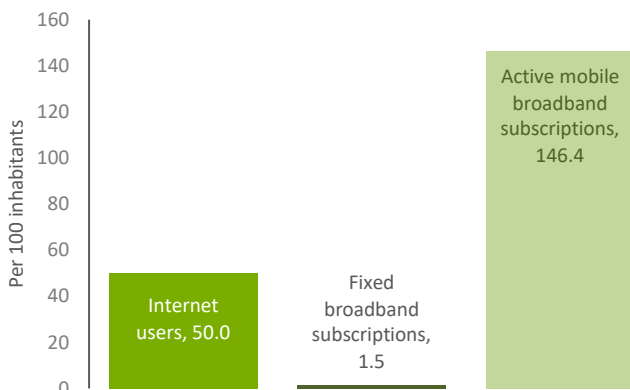 160
140
120
100
80
60
40
20
0
Per 100 inhabitants
Internet
users, 50.0
Fixed
broadband
subscriptions,
1.5
Active mobile
broadband
subscriptions,
146.4